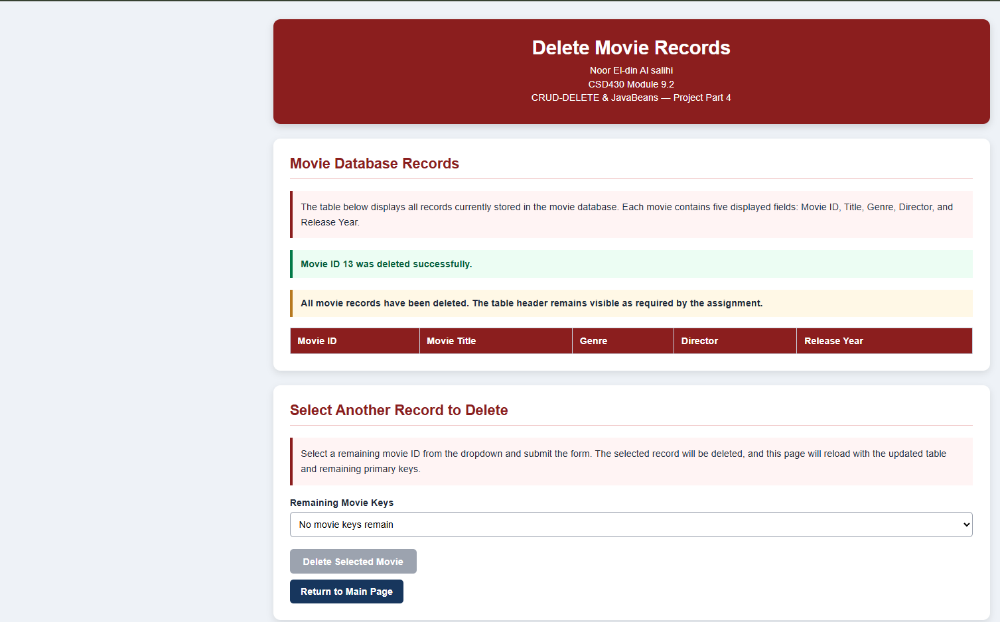 Delete Movie Records
Noor El-din Al salihi
CSD430 Module 9.2
CRUD-DELETE & JavaBeans — Project Part 4
Movie Database Records
The table below displays all records currently stored in the movie database. Each movie contains five displayed fields: Movie ID, Title, Genre, Director, and
Release Year.
Movie ID 13 was deleted successfully.
All movie records have been deleted. The table header remains visible as required by the assignment.
Movie ID Movie Title Genre Director Release Year
Select Another Record to Delete
Select a remaining movie ID from the dropdown and submit the form. The selected record will be deleted, and this page will reload with the updated table
and remaining primary keys.
Remaining Movie Keys
No movie keys remain
Delete Selected Movie
Return to Main Page